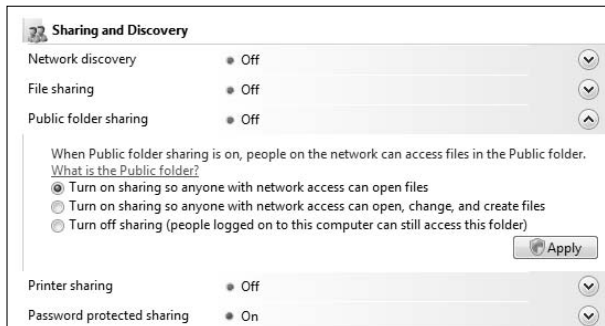 Sharing and Discovery
Network discovery Off
File sharing Off
Public folder sharing Off
When Public folder sharing is on, people on the network can access files in the Public folder.
What is the Public folder?
Turn on sharing so anyone with network access can open files
Turn on sharing so anyone with network access can open, change, and create files
Turn off sharing (people logged on to this computer can still access this folder)
Apply
Printer sharing Off
Password protected sharing On